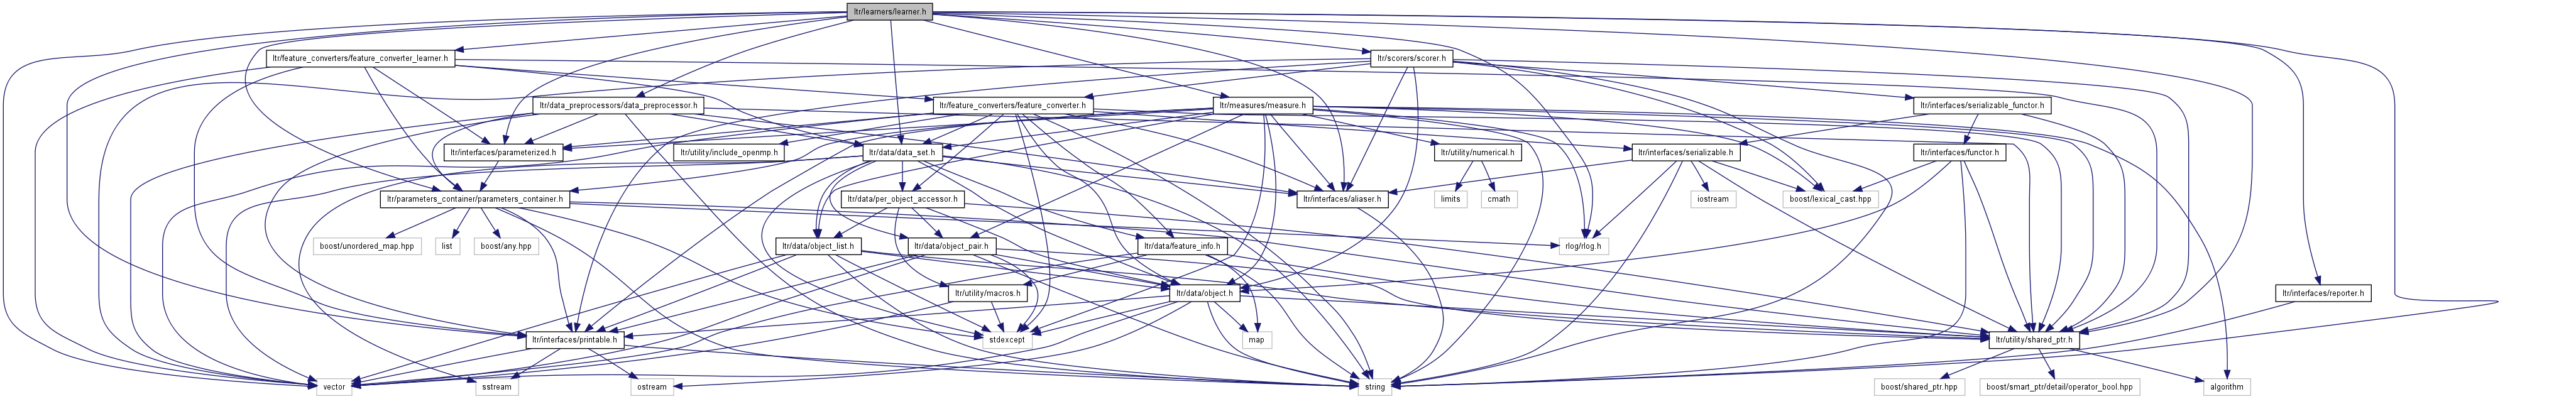 ltr/learners/learner.h
ltr/feature_converters/feature_converter_learner.h
ltr/scorers/scorer.h
ltr/data_preprocessors/data_preprocessor.h
ltr/feature_converters/feature_converter.h
ltr/measures/measure.h
ltr/interfaces/serializable_functor.h
ltr/interfaces/parameterized.h
ltr/utility/include_openmp.h
ltr/data/data_set.h
ltr/utility/numerical.h
ltr/interfaces/serializable.h
ltr/interfaces/functor.h
ltr/parameters_container/parameters_container.h
ltr/data/per_object_accessor.h
ltr/interfaces/aliaser.h
limits
cmath
iostream
boost/lexical_cast.hpp
boost/unordered_map.hpp
list
boost/any.hpp
ltr/data/object_list.h
ltr/data/object_pair.h
ltr/data/feature_info.h
rlog/rlog.h
ltr/utility/macros.h
ltr/data/object.h
ltr/interfaces/reporter.h
ltr/interfaces/printable.h
stdexcept
map
ltr/utility/shared_ptr.h
vector
sstream
ostream
string
boost/shared_ptr.hpp
boost/smart_ptr/detail/operator_bool.hpp
algorithm